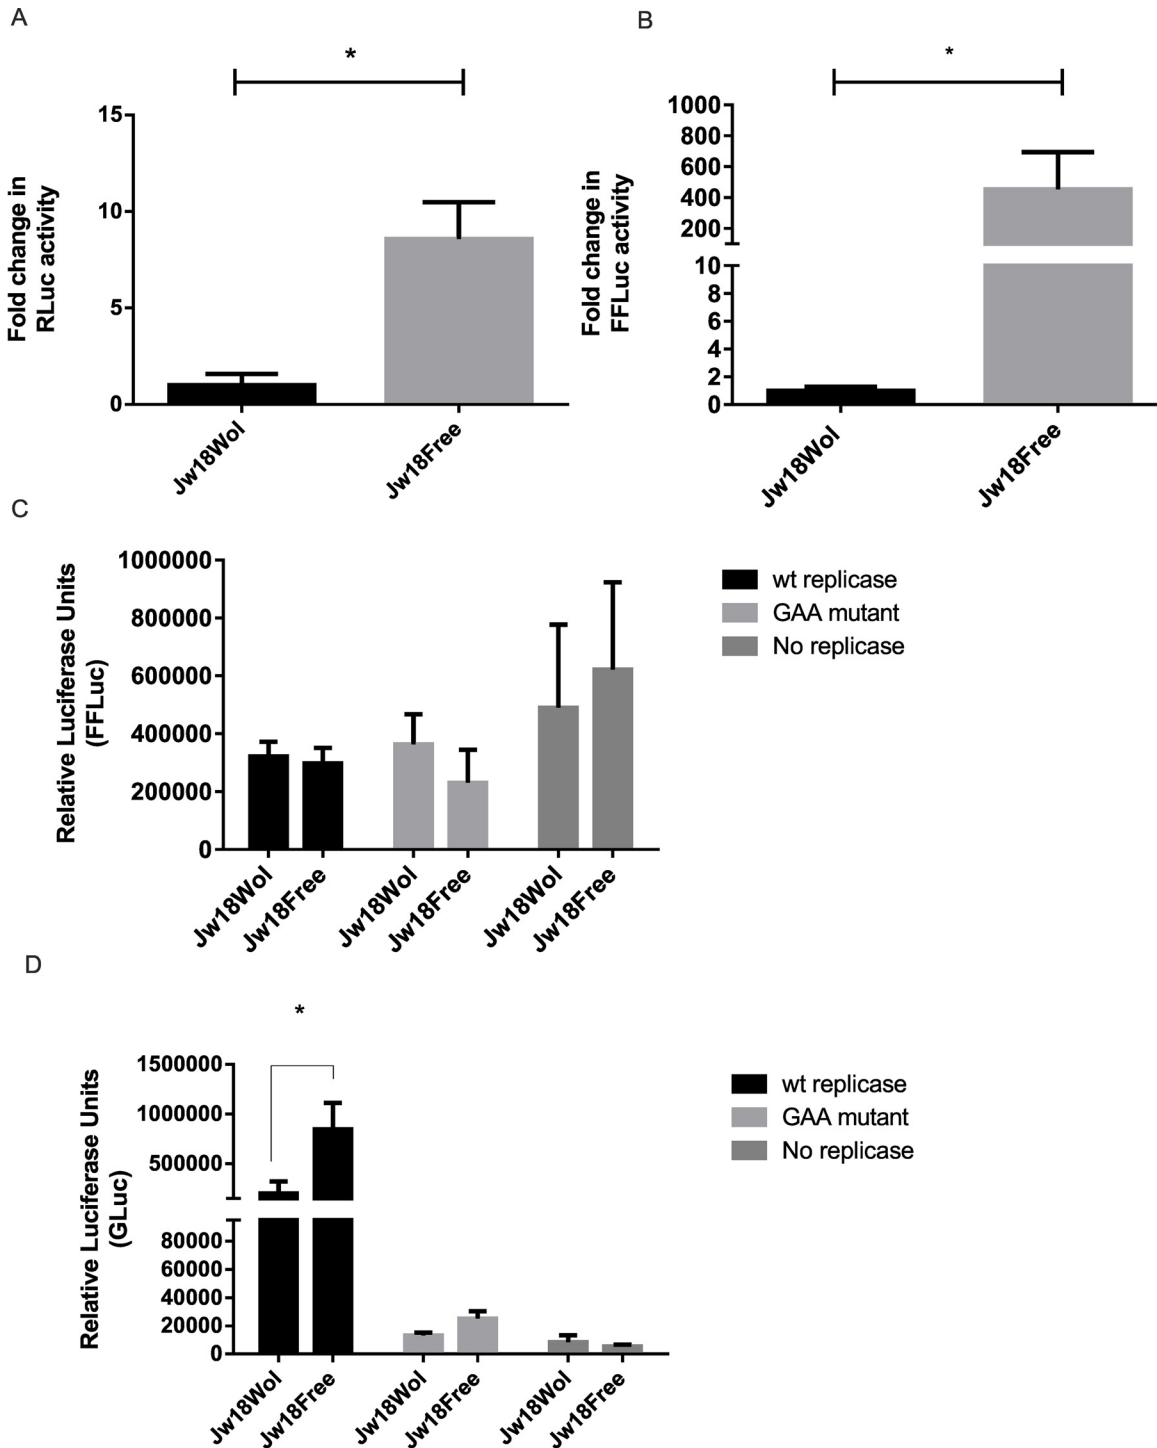 A
*
Fold change in
RLuc activity
15
10
5
0
Jw18Wol
Jw18Free
B
*
Fold change in
FFLuc activity
1000
800
600
400
200
10
8
6
4
2
0
Jw18Wol
Jw18Free
C
Relative Luciferase Units
(FFLuc)
1000000
800000
600000
400000
200000
0
Jw18Wol
Jw18Free
Jw18Wol
Jw18Free
Jw18Wol
Jw18Free
wt replicase
GAA mutant
No replicase
D
*
Relative Luciferase Units
(GLuc)
1500000
1000000
500000
80000
60000
40000
20000
0
Jw18Wol
Jw18Free
Jw18Wol
Jw18Free
Jw18Wol
Jw18Free
wt replicase
GAA mutant
No replicase